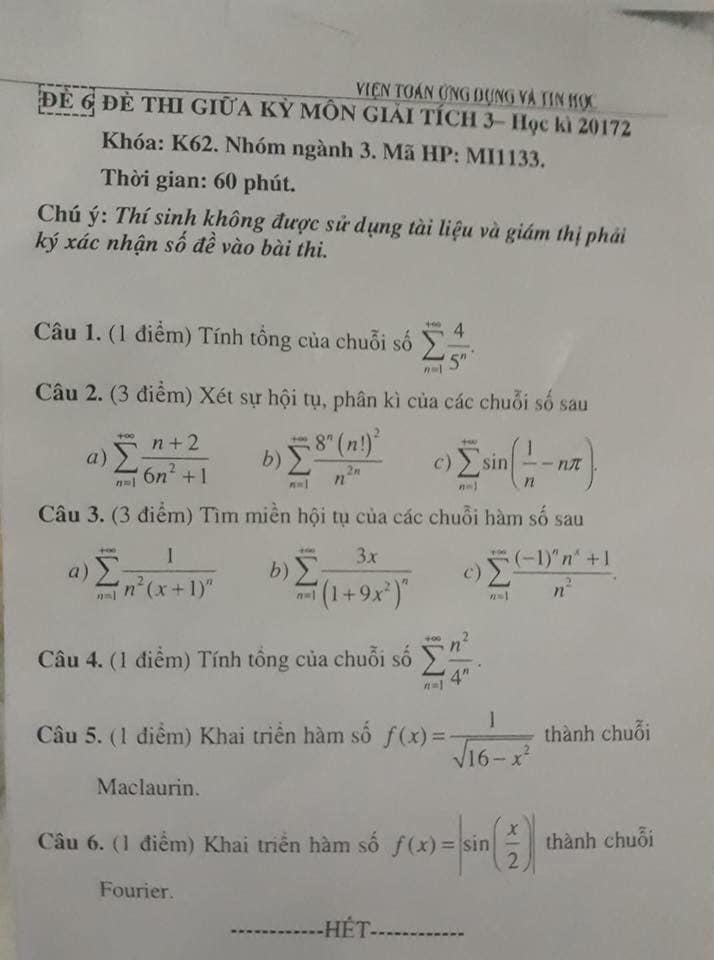 VIỆN TOÁN ỨNG DỤNG VÀ TIN HỌC
ĐỀ 6 ĐỀ THI GIỮA KỲ MÔN GIẢI TÍCH 3– Học kì 20172
Khóa: K62. Nhóm ngành 3. Mã HP: MI1133.
Thời gian: 60 phút.
Chú ý: Thí sinh không được sử dụng tài liệu và giám thị phải
ký xác nhận số đề vào bài thi.
Câu 1. (1 điểm) Tính tổng của chuỗi số $\sum_{n=1}^{+\infty}\frac{4}{5^n}$.
Câu 2. (3 điểm) Xét sự hội tụ, phân kì của các chuỗi số sau
a) $\sum_{n=1}^{+\infty}\frac{n+2}{6n^2+1}$ b) $\sum_{n=1}^{+\infty}\frac{8^n(n!)^2}{n^{2n}}$ c) $\sum_{n=1}^{+\infty}\sin\left(\frac{1}{n}-n\pi\right)$.
Câu 3. (3 điểm) Tìm miền hội tụ của các chuỗi hàm số sau
a) $\sum_{n=1}^{+\infty}\frac{1}{n^2(x+1)^n}$ b) $\sum_{n=1}^{+\infty}\frac{3x}{(1+9x^2)^n}$ c) $\sum_{n=1}^{+\infty}\frac{(-1)^n n^x+1}{n^2}$.
Câu 4. (1 điểm) Tính tổng của chuỗi số $\sum_{n=1}^{+\infty}\frac{n^2}{4^n}$.
Câu 5. (1 điểm) Khai triển hàm số $f(x)=\frac{1}{\sqrt{16-x^2}}$ thành chuỗi
Maclaurin.
Câu 6. (1 điểm) Khai triển hàm số $f(x)=\left|\sin\left(\frac{x}{2}\right)\right|$ thành chuỗi
Fourier.
------------HẾT------------